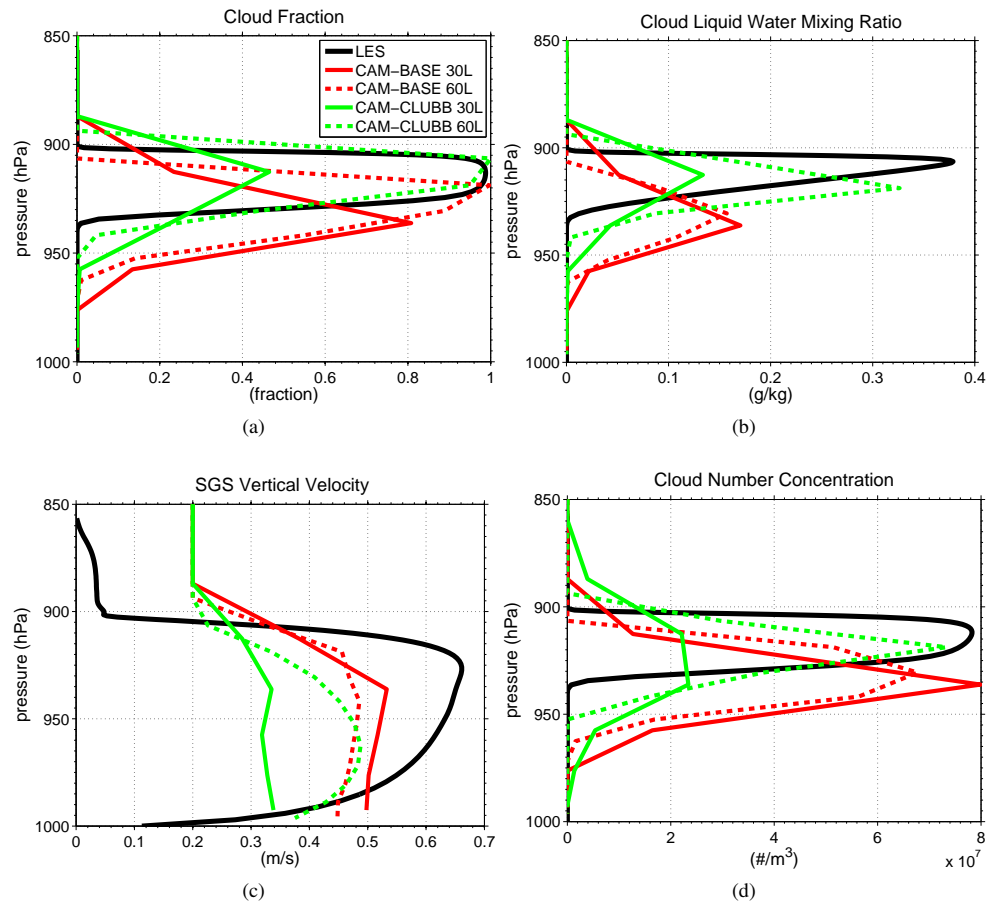 Cloud Fraction
850
900
950
1000
pressure (hPa)
LES
CAM−BASE 30L
CAM−BASE 60L
CAM−CLUBB 30L
CAM−CLUBB 60L
0 0.2 0.4 0.6 0.8 1
(fraction)
(a)
Cloud Liquid Water Mixing Ratio
850
900
950
1000
pressure (hPa)
0 0.1 0.2 0.3 0.4
(g/kg)
(b)
SGS Vertical Velocity
850
900
950
1000
pressure (hPa)
0 0.1 0.2 0.3 0.4 0.5 0.6 0.7
(m/s)
(c)
Cloud Number Concentration
850
900
950
1000
pressure (hPa)
0 2 4 6 8
x 10^7
(#/m^3)
(d)